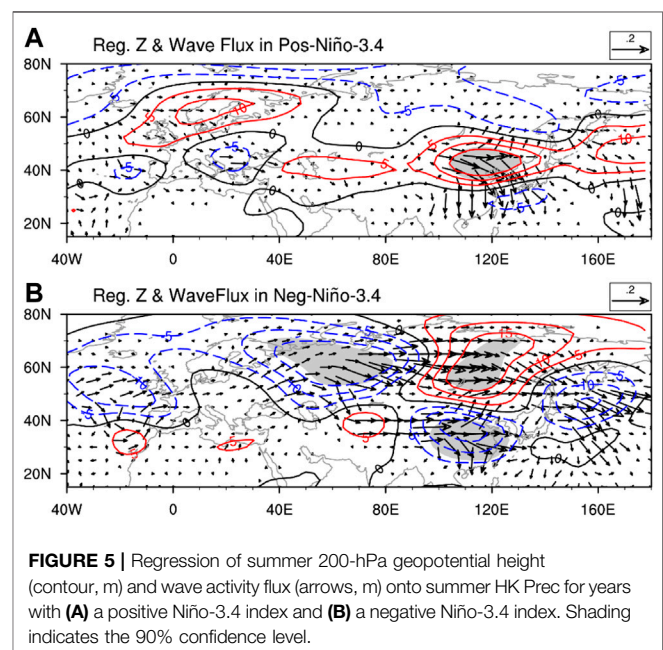 A
Reg. Z & Wave Flux in Pos-Niño-3.4
.2
80N
60N
40N
20N
40W 0 40E 80E 120E 160E
B
Reg. Z & WaveFlux in Neg-Niño-3.4
.2
80N
60N
40N
20N
40W 0 40E 80E 120E 160E
FIGURE 5 | Regression of summer 200-hPa geopotential height
(contour, m) and wave activity flux (arrows, m) onto summer HK Prec for years
with (A) a positive Niño-3.4 index and (B) a negative Niño-3.4 index. Shading
indicates the 90% confidence level.